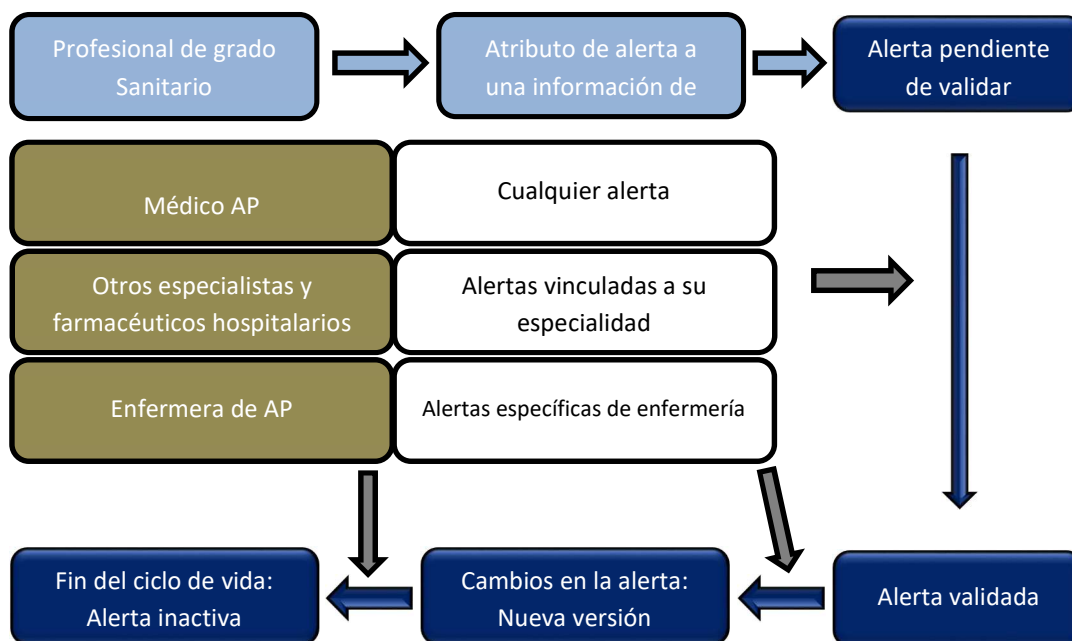 Profesional de grado
Sanitario
Atributo de alerta a
una información de
Alerta pendiente
de validar
Médico AP
Cualquier alerta
Otros especialistas y
farmacéuticos hospitalarios
Alertas vinculadas a su
especialidad
Enfermera de AP
Alertas específicas de enfermería
Fin del ciclo de vida:
Alerta inactiva
Cambios en la alerta:
Nueva versión
Alerta validada